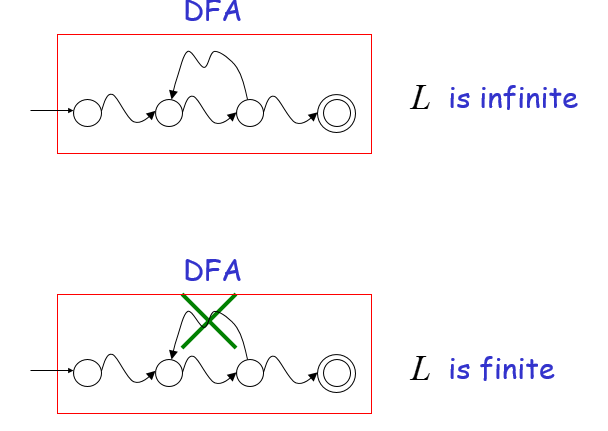 DFA
L is infinite
DFA
L is finite